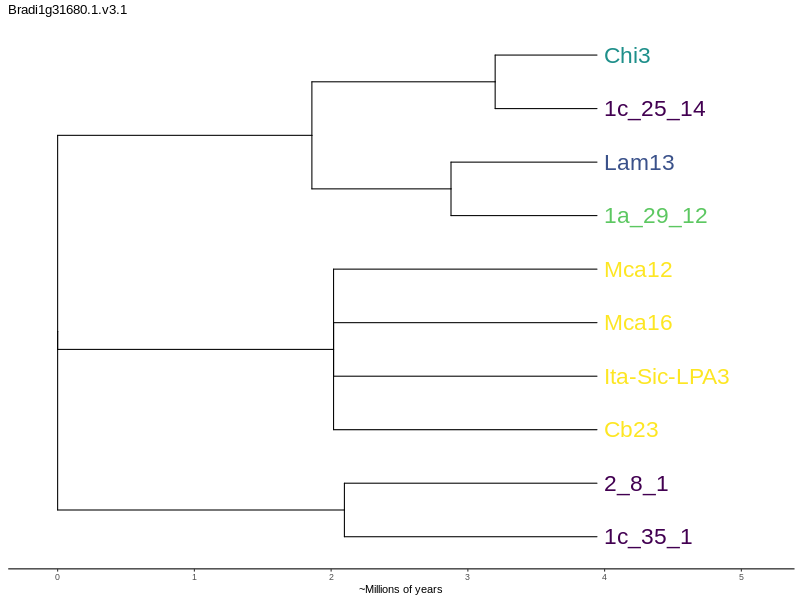 Bradi1g31680.1.v3.1
Chi3
1c_25_14
Lam13
1a_29_12
Mca12
Mca16
Ita-Sic-LPA3
Cb23
2_8_1
1c_35_1
0 1 2 3 4 5
~Millions of years